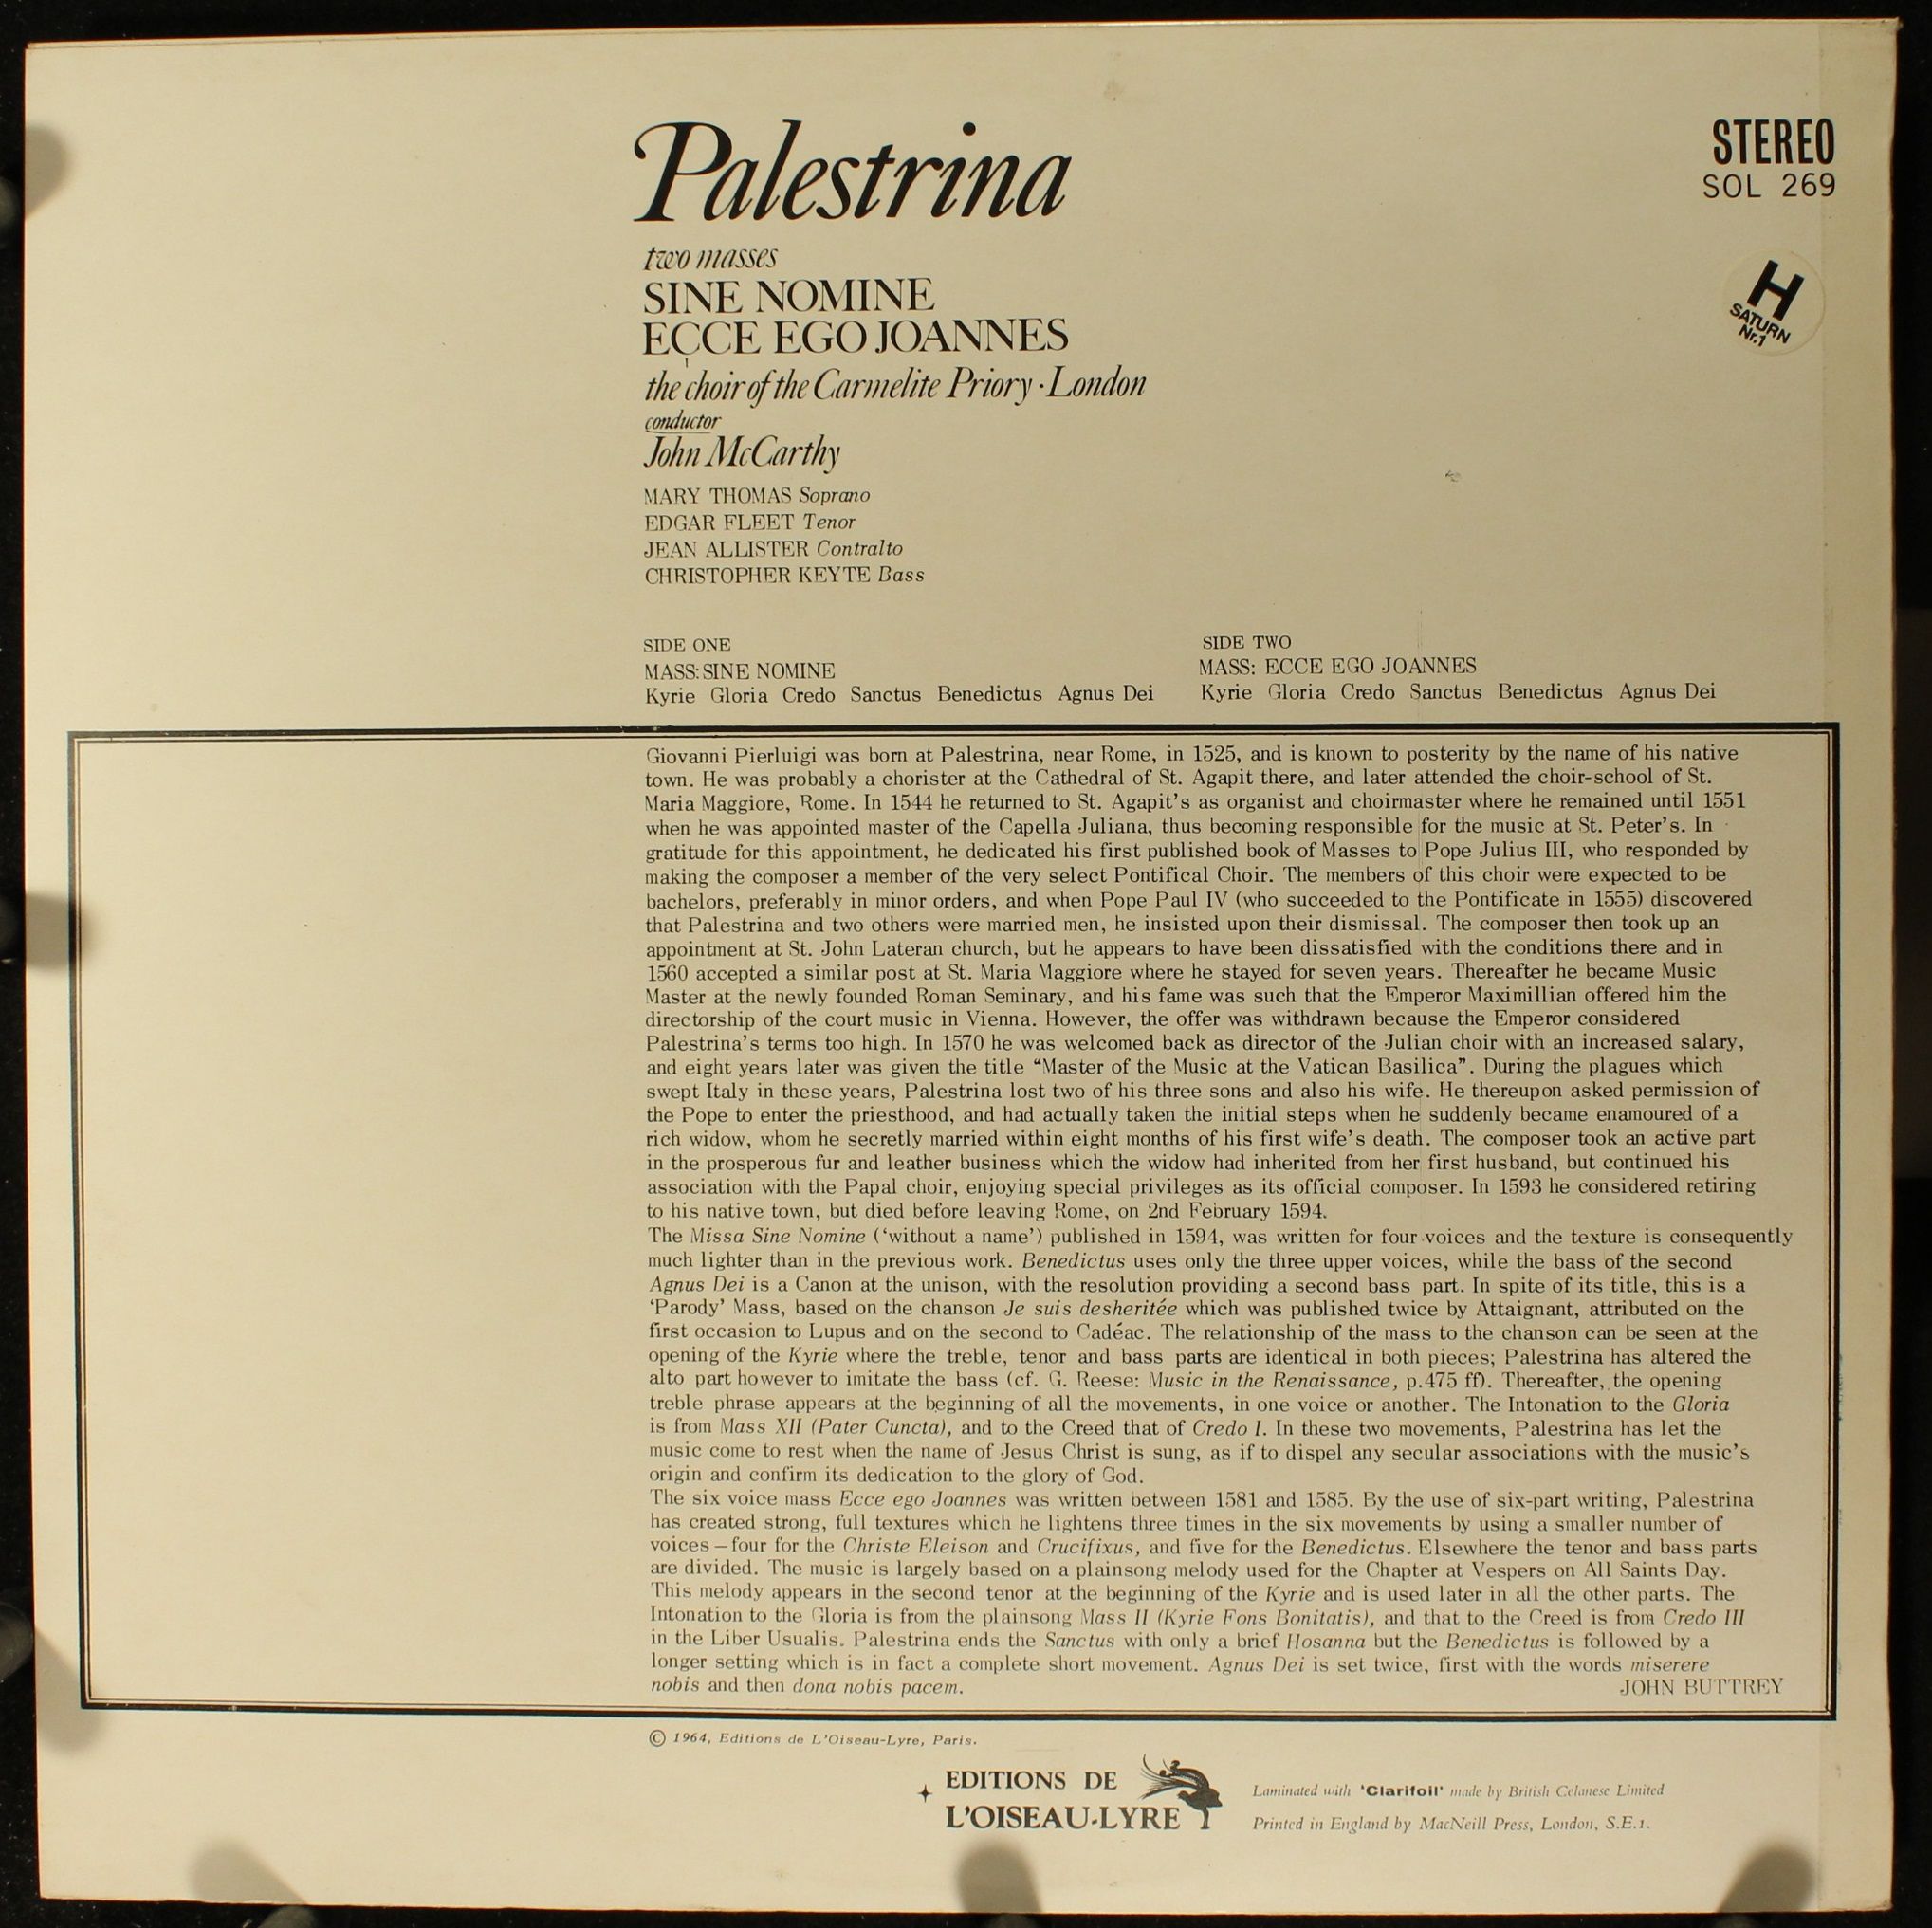 Palestrina
STEREO
SOL 269
two masses
SINE NOMINE
ECCE EGO JOANNES
H
SATURN
Nr.1
the choir of the Carmelite Priory · London
conductor
John McCarthy
MARY THOMAS Soprano
EDGAR FLEET Tenor
JEAN ALLISTER Contralto
CHRISTOPHER KEYTE Bass
SIDE ONE
MASS: SINE NOMINE
Kyrie Gloria Credo Sanctus Benedictus Agnus Dei
SIDE TWO
MASS: ECCE EGO JOANNES
Kyrie Gloria Credo Sanctus Benedictus Agnus Dei
Giovanni Pierluigi was born at Palestrina, near Rome, in 1525, and is known to posterity by the name of his native
town. He was probably a chorister at the Cathedral of St. Agapit there, and later attended the choir-school of St.
Maria Maggiore, Rome. In 1544 he returned to St. Agapit's as organist and choirmaster where he remained until 1551
when he was appointed master of the Capella Juliana, thus becoming responsible for the music at St. Peter's. In
gratitude for this appointment, he dedicated his first published book of Masses to Pope Julius III, who responded by
making the composer a member of the very select Pontifical Choir. The members of this choir were expected to be
bachelors, preferably in minor orders, and when Pope Paul IV (who succeeded to the Pontificate in 1555) discovered
that Palestrina and two others were married men, he insisted upon their dismissal. The composer then took up an
appointment at St. John Lateran church, but he appears to have been dissatisfied with the conditions there and in
1560 accepted a similar post at St. Maria Maggiore where he stayed for seven years. Thereafter he became Music
Master at the newly founded Roman Seminary, and his fame was such that the Emperor Maximillian offered him the
directorship of the court music in Vienna. However, the offer was withdrawn because the Emperor considered
Palestrina's terms too high. In 1570 he was welcomed back as director of the Julian choir with an increased salary,
and eight years later was given the title “Master of the Music at the Vatican Basilica”. During the plagues which
swept Italy in these years, Palestrina lost two of his three sons and also his wife. He thereupon asked permission of
the Pope to enter the priesthood, and had actually taken the initial steps when he suddenly became enamoured of a
rich widow, whom he secretly married within eight months of his first wife's death. The composer took an active part
in the prosperous fur and leather business which the widow had inherited from her first husband, but continued his
association with the Papal choir, enjoying special privileges as its official composer. In 1593 he considered retiring
to his native town, but died before leaving Rome, on 2nd February 1594.
The Missa Sine Nomine (‘without a name’) published in 1594, was written for four voices and the texture is consequently
much lighter than in the previous work. Benedictus uses only the three upper voices, while the bass of the second
Agnus Dei is a Canon at the unison, with the resolution providing a second bass part. In spite of its title, this is a
‘Parody’ Mass, based on the chanson Je suis desheritée which was published twice by Attaignant, attributed on the
first occasion to Lupus and on the second to Cadéac. The relationship of the mass to the chanson can be seen at the
opening of the Kyrie where the treble, tenor and bass parts are identical in both pieces; Palestrina has altered the
alto part however to imitate the bass (cf. G. Reese: Music in the Renaissance, p.475 ff). Thereafter, the opening
treble phrase appears at the beginning of all the movements, in one voice or another. The Intonation to the Gloria
is from Mass XII (Pater Cuncta), and to the Creed that of Credo I. In these two movements, Palestrina has let the
music come to rest when the name of Jesus Christ is sung, as if to dispel any secular associations with the music's
origin and confirm its dedication to the glory of God.
The six voice mass Ecce ego Joannes was written between 1581 and 1585. By the use of six-part writing, Palestrina
has created strong, full textures which he lightens three times in the six movements by using a smaller number of
voices – four for the Christe Eleison and Crucifixus, and five for the Benedictus. Elsewhere the tenor and bass parts
are divided. The music is largely based on a plainsong melody used for the Chapter at Vespers on All Saints Day.
This melody appears in the second tenor at the beginning of the Kyrie and is used later in all the other parts. The
Intonation to the Gloria is from the plainsong Mass II (Kyrie Fons Bonitatis), and that to the Creed is from Credo III
in the Liber Usualis. Palestrina ends the Sanctus with only a brief Hosanna but the Benedictus is followed by a
longer setting which is in fact a complete short movement. Agnus Dei is set twice, first with the words miserere
nobis and then dona nobis pacem.
JOHN BUTTREY
© 1964, Editions de L'Oiseau-Lyre, Paris.
EDITIONS DE
L'OISEAU-LYRE
Laminated with ‘Clarifoil’ made by British Celanese Limited
Printed in England by MacNeill Press, London, S.E.1.